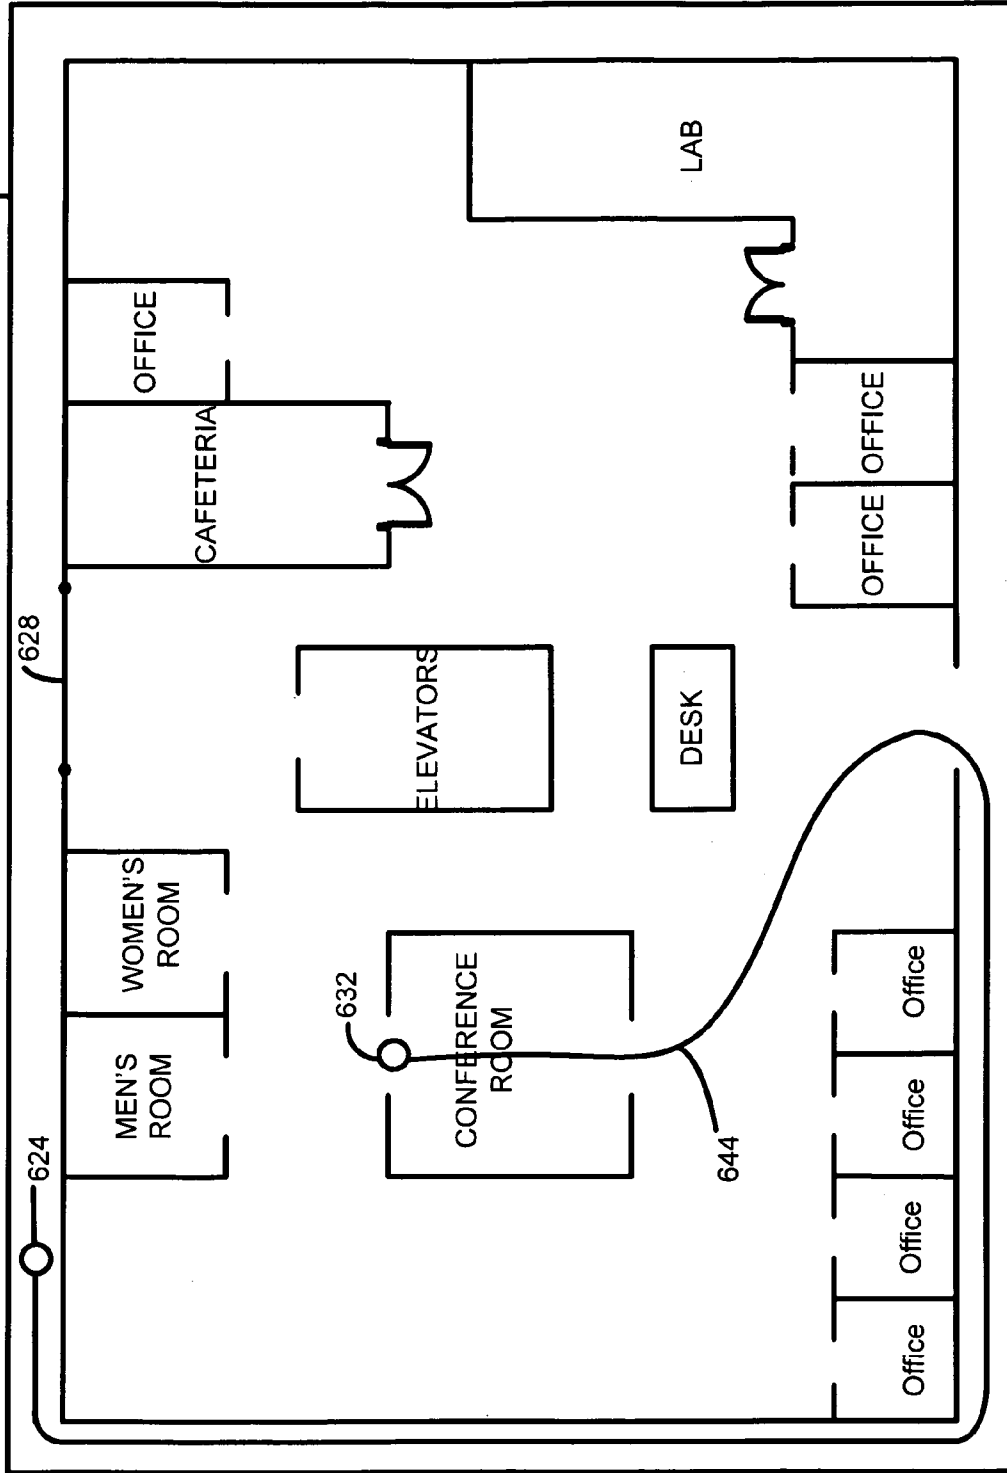 624
628
MEN'S
ROOM
WOMEN'S
ROOM
CAFETERIA
OFFICE
632
CONFERENCE
ROOM
ELEVATORS
644
DESK
LAB
Office
Office
Office
Office
OFFICE
OFFICE